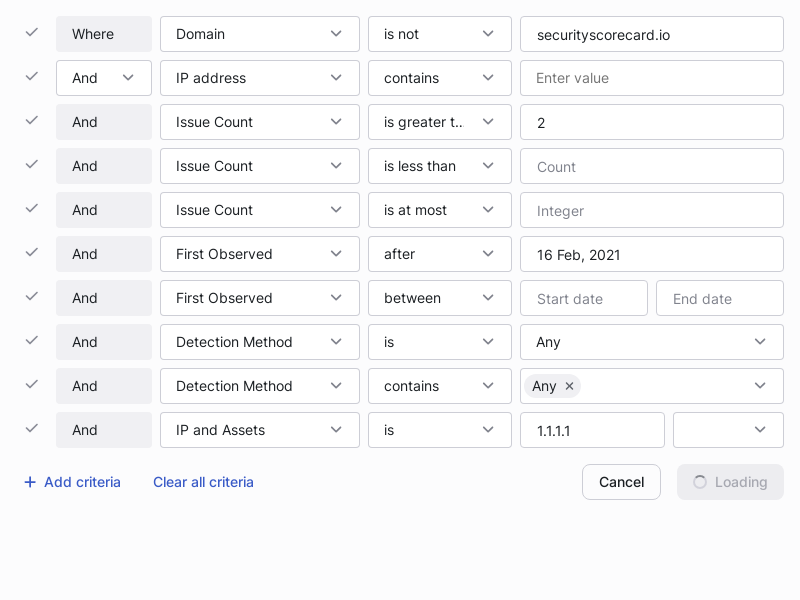 Where Domain is not securityscorecard.io
And IP address contains Enter value
And Issue Count is greater t... 2
And Issue Count is less than Count
And Issue Count is at most Integer
And First Observed after 16 Feb, 2021
And First Observed between Start date End date
And Detection Method is Any
And Detection Method contains Any
And IP and Assets is 1.1.1.1
Add criteria Clear all criteria Cancel Loading